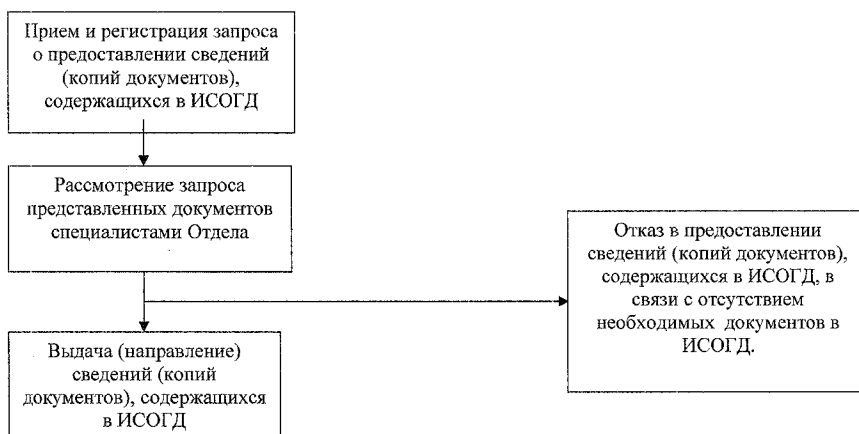 Прием и регистрация запроса
о предоставлении сведений
(копий документов),
содержащихся в ИСОГД
Рассмотрение запроса
представленных документов
специалистами Отдела
Отказ в предоставлении
сведений (копий документов),
содержащихся в ИСОГД, в
связи с отсутствием
необходимых документов в
ИСОГД.
Выдача (направление)
сведений (копий
документов), содержащихся
в ИСОГД